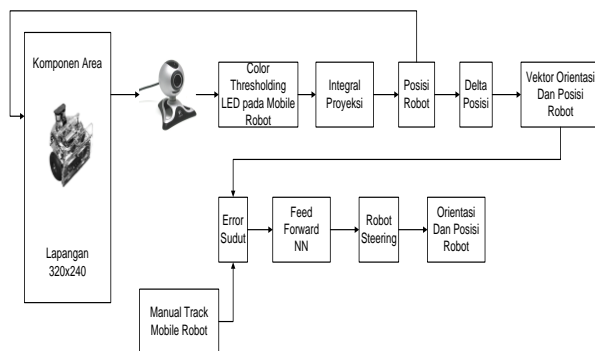 Komponen Area
Lapangan
320x240
Color
Thresholding
LED pada Mobile
Robot
Integral
Proyeksi
Posisi
Robot
Delta
Posisi
Vektor Orientasi
Dan Posisi
Robot
Error
Sudut
Feed
Forward
NN
Robot
Steering
Orientasi
Dan Posisi
Robot
Manual Track
Mobile Robot